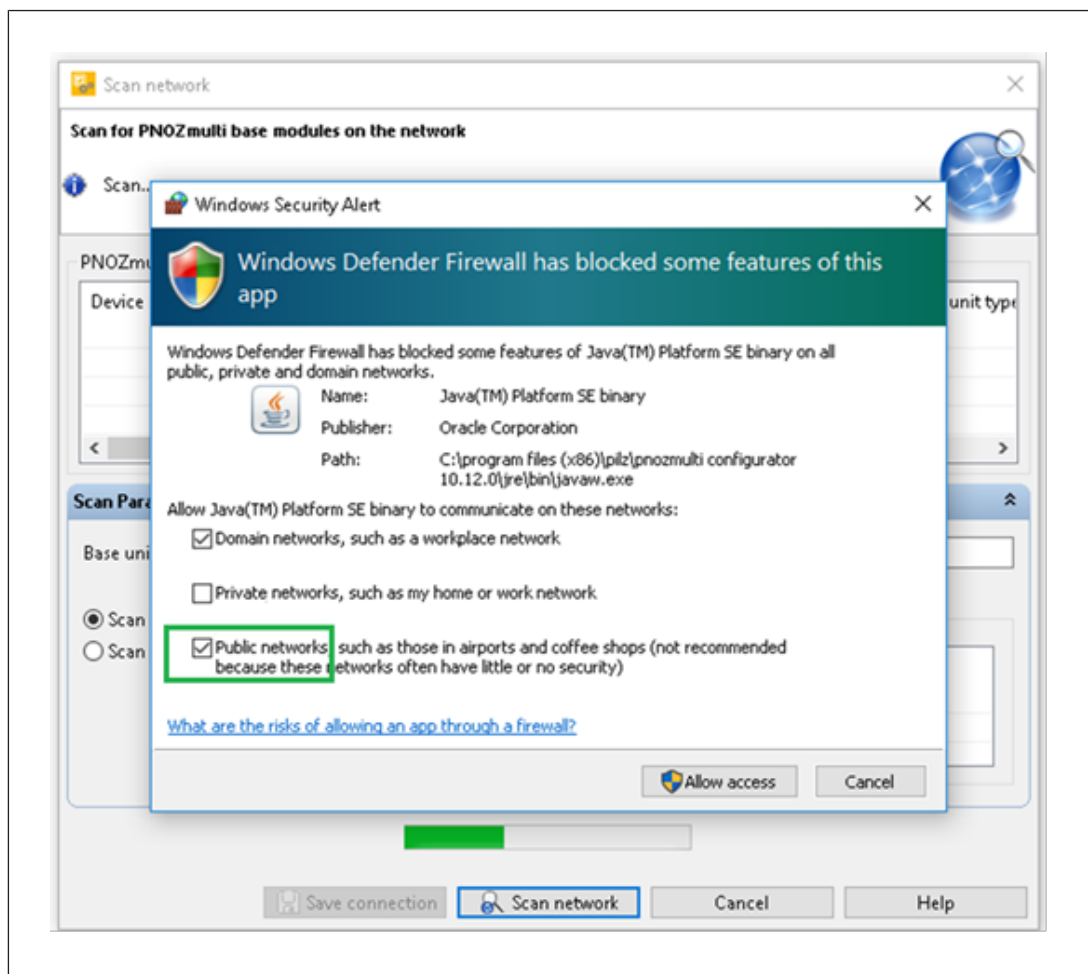 Scan network
Scan for PNOZmulti base modules on the network
Scan..
Windows Security Alert
Windows Defender Firewall has blocked some features of this
app
PNOZmu
Device
unit type
Windows Defender Firewall has blocked some features of Java(TM) Platform SE binary on all
public, private and domain networks.
Name: Java(TM) Platform SE binary
Publisher: Oracle Corporation
Path: C:\program files (x86)\pilz\pnozmulti configurator
10.12.0\jre\bin\javaw.exe
Scan Para
Allow Java(TM) Platform SE binary to communicate on these networks:
Base uni
Domain networks, such as a workplace network
Private networks, such as my home or work network
Scan
Scan
Public networks, such as those in airports and coffee shops (not recommended
because these networks often have little or no security)
What are the risks of allowing an app through a firewall?
Allow access Cancel
Save connection Scan network Cancel Help